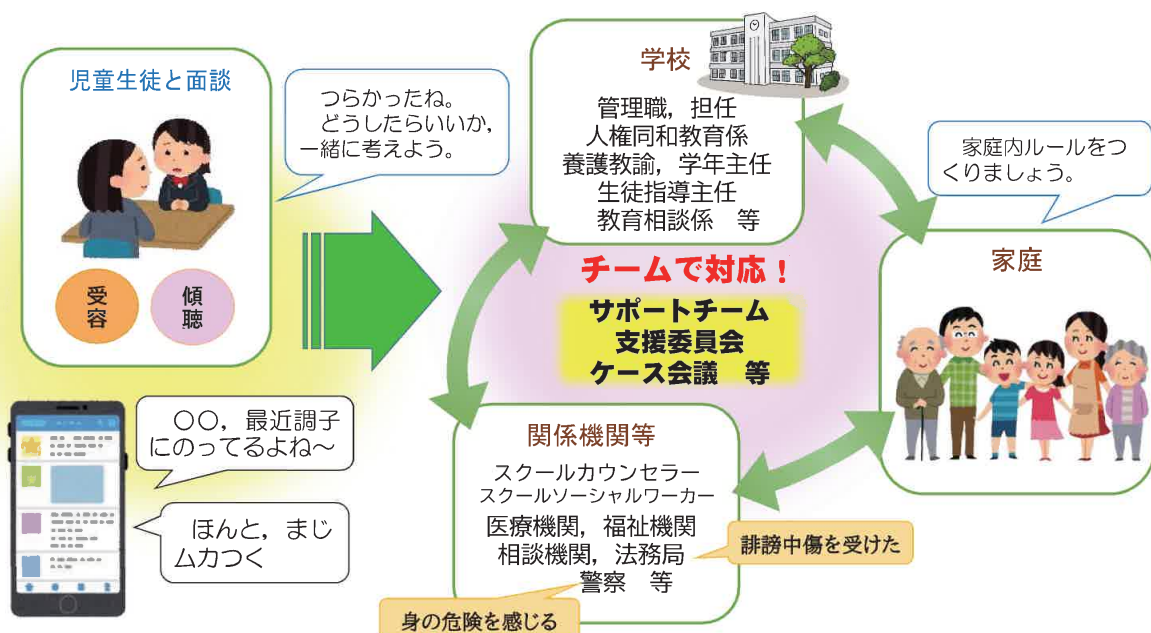 児童生徒と面談
つらかったね。
どうしたらいいか,
一緒に考えよう。
受容
傾聴
〇〇, 最近調子
にのってるよね~
ほんと, まじ
ムカつく
学校
管理職, 担任
人権同和教育係
養護教諭, 学年主任
生徒指導主任
教育相談係 等
チームで対応!
サポートチーム
支援委員会
ケース会議 等
家庭内ルールをつ
くりましょう。
家庭
関係機関等
スクールカウンセラー
スクールソーシャルワーカー
医療機関, 福祉機関
相談機関, 法務局
警察 等
誹謗中傷を受けた
身の危険を感じる